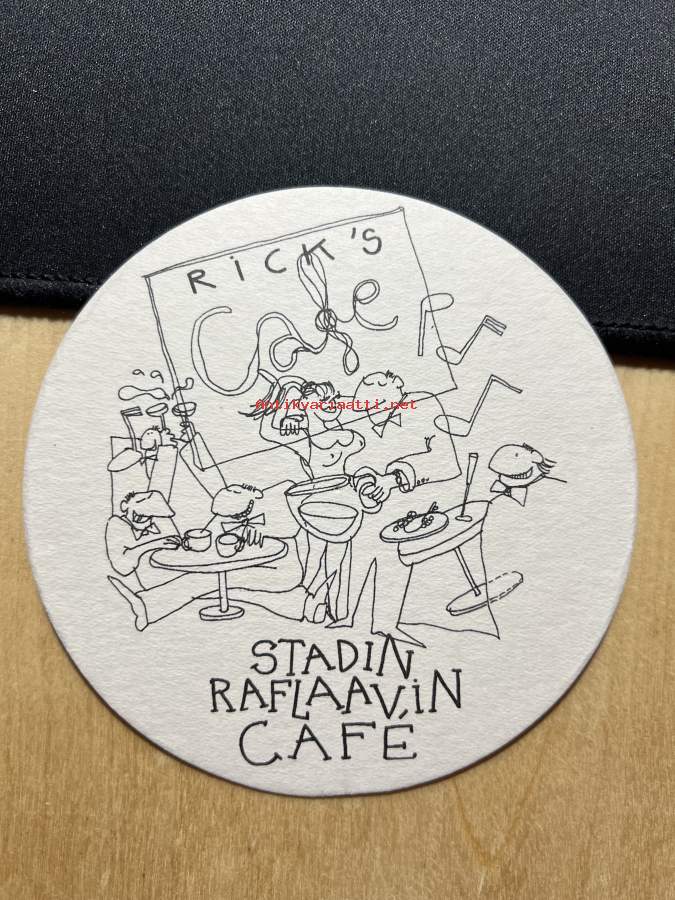 RiCK'S
Cafe
Antikvariaatti.net
STADiN
RAFLAAViN
CAFÉ